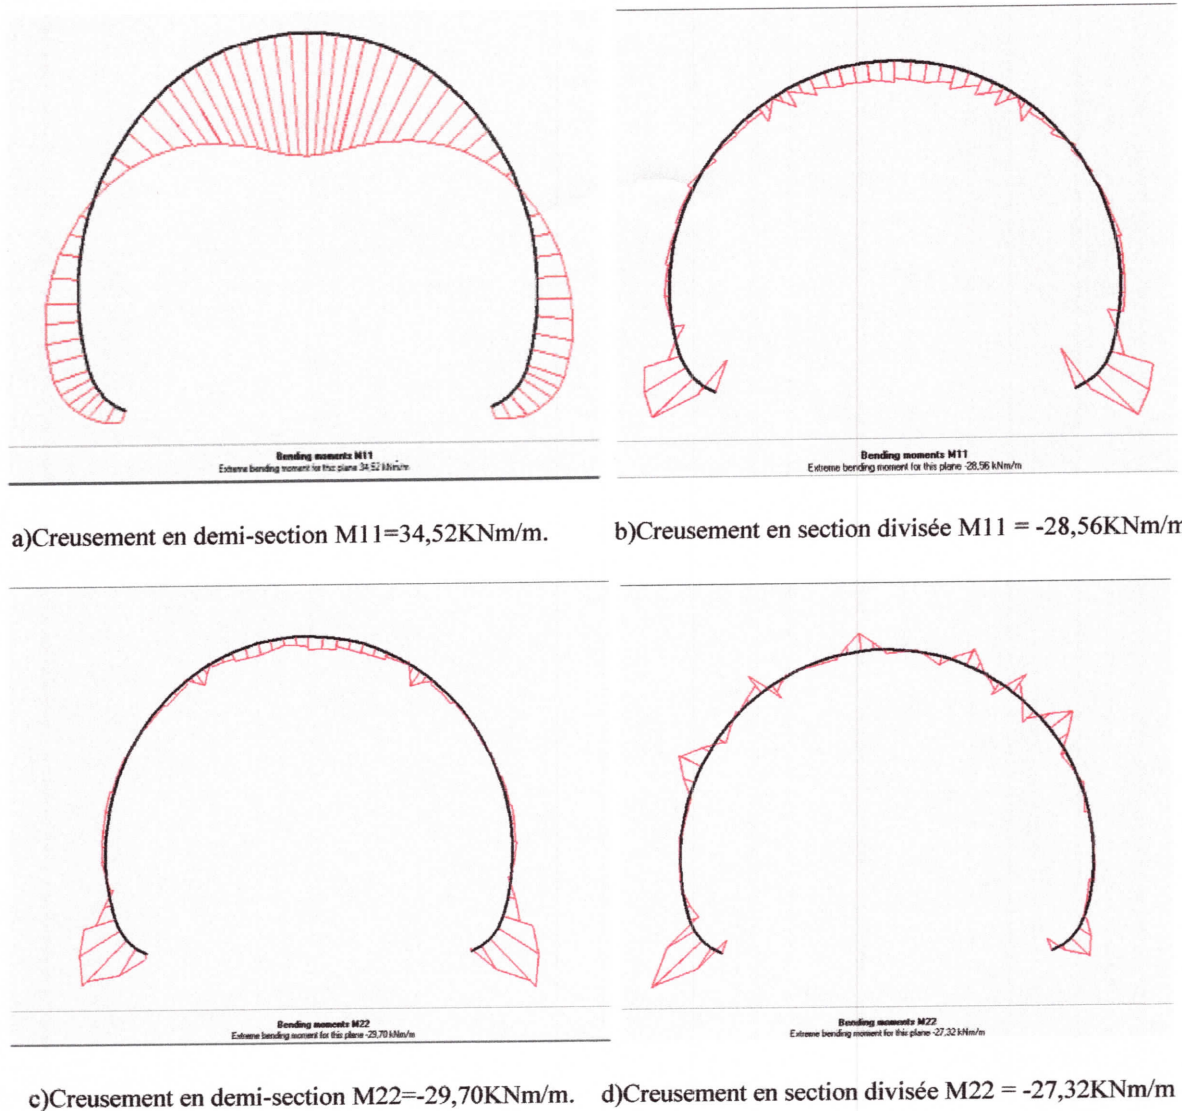 Bending moments M11
Extreme bending moment for this plane 34,52 kNm/m
Bending moments M11
Extreme bending moment for this plane -28,56 kNm/m
a)Creusement en demi-section M11=34,52KNm/m.
b)Creusement en section divisée M11 = -28,56KNm/m
Bending moments M22
Extreme bending moment for this plane -29,70 kNm/m
Bending moments M22
Extreme bending moment for this plane -27,32 kNm/m
c)Creusement en demi-section M22=-29,70KNm/m.
d)Creusement en section divisée M22 = -27,32KNm/m